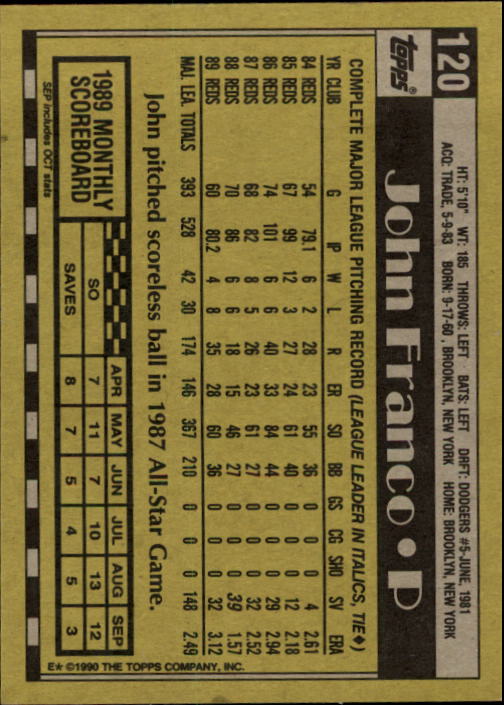 120
HT: 5'10" WT: 185 THROWS: LEFT BATS: LEFT DRFT: DODGERS #5-JUNE, 1981
ACQ: TRADE, 5-9-83 BORN: 9-17-60, BROOKLYN, NEW YORK HOME: BROOKLYN, NEW YORK
topps®
John Franco • P
COMPLETE MAJOR LEAGUE PITCHING RECORD (LEAGUE LEADER IN ITALICS, TIE♦)
YR CLUB G IP W L R ER SO BB GS CG SHO SV ERA
84 REDS 54 79.1 6 2 28 23 55 36 0 0 0 4 2.61
85 REDS 67 99 12 3 27 24 61 40 0 0 0 12 2.18
86 REDS 74 101 6 6 40 33 84 44 0 0 0 29 2.94
87 REDS 68 82 8 5 26 23 61 27 0 0 0 32 2.52
88 REDS 70 86 6 6 18 15 46 27 0 0 0 39 1.57
89 REDS 60 80.2 4 8 35 28 60 36 0 0 0 32 3.12
MAJ. LEA. TOTALS 393 528 42 30 174 146 367 210 0 0 0 148 2.49
John pitched scoreless ball in 1987 All-Star Game.
1989 MONTHLY
SCOREBOARD
APR MAY JUN JUL AUG SEP
SO 7 11 7 10 13 12
SAVES 8 7 5 4 5 3
SEP includes OCT stats
E★ ©1990 THE TOPPS COMPANY, INC.